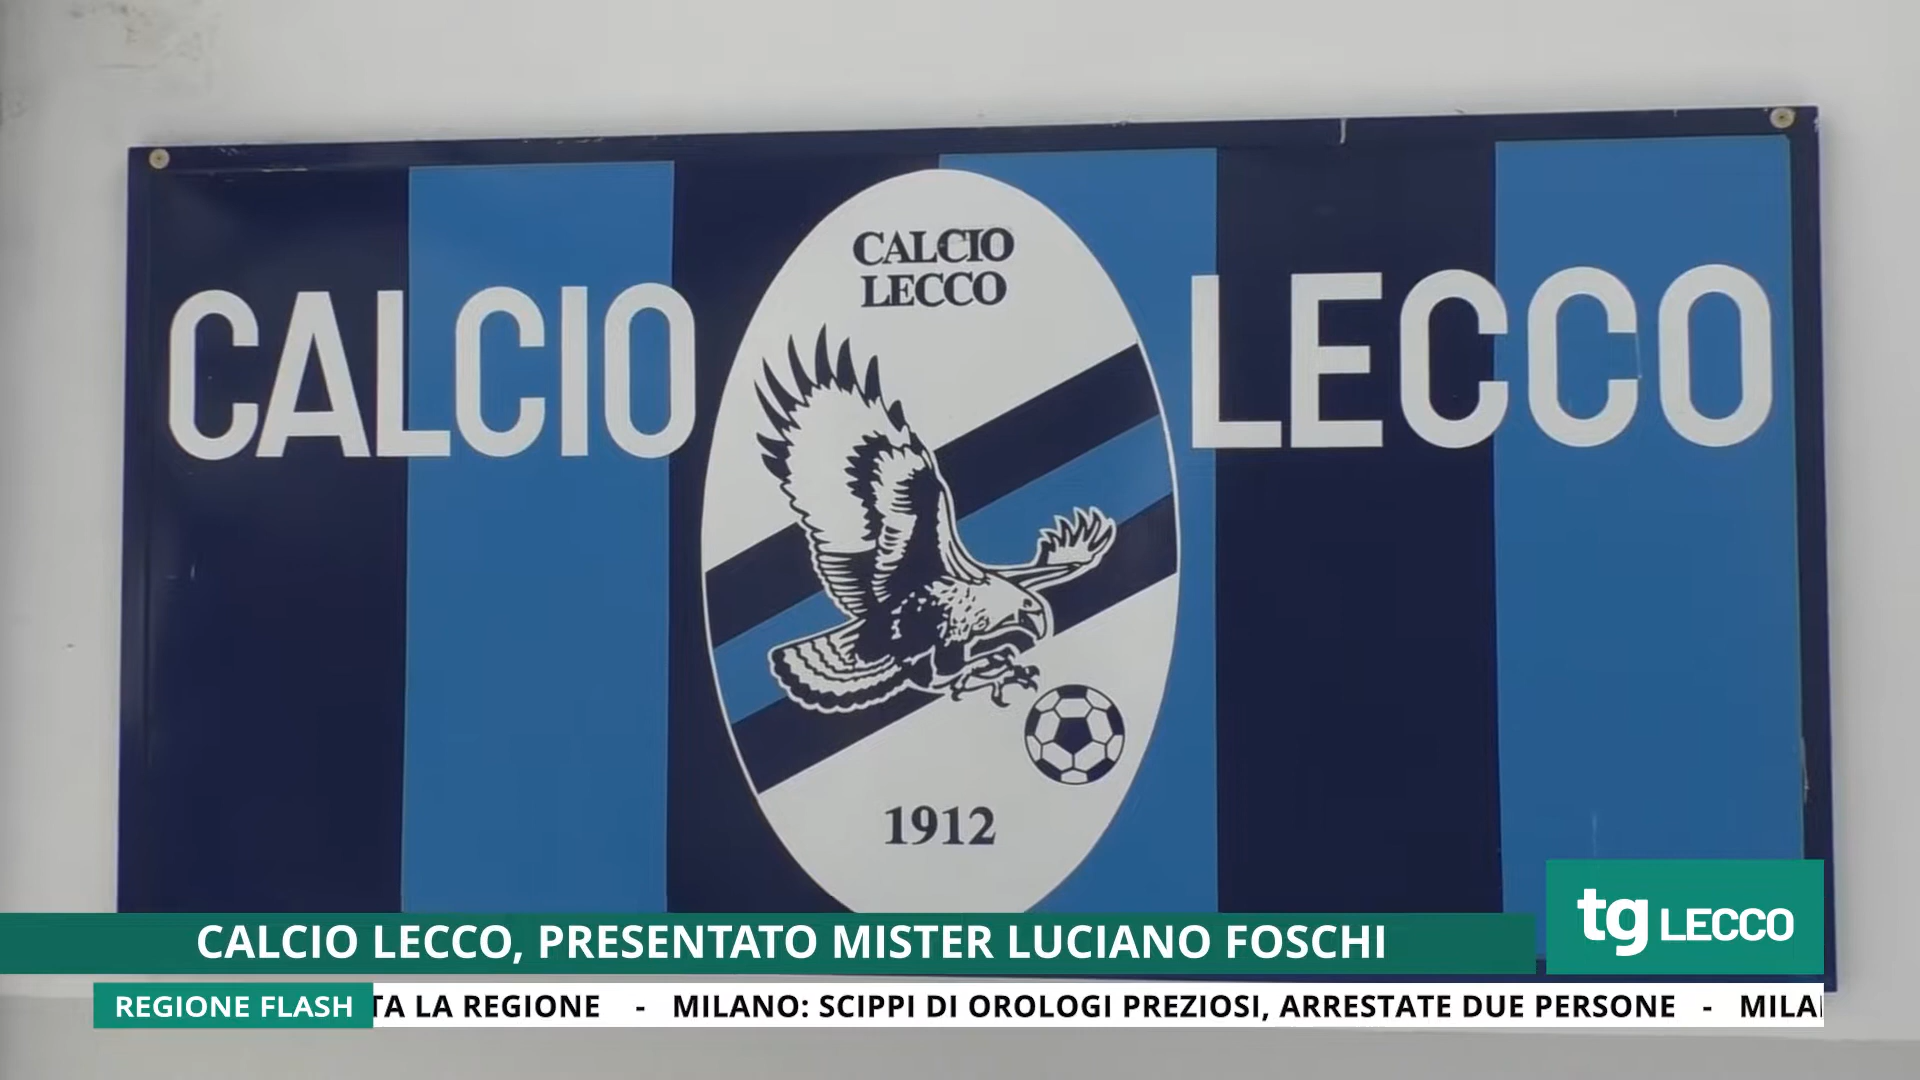 CALCIO LECCO
CALCIO
LECCO
1912
CALCIO LECCO, PRESENTATO MISTER LUCIANO FOSCHI
tg LECCO
REGIONE FLASH
TA LA REGIONE - MILANO: SCIPPI DI OROLOGI PREZIOSI, ARRESTATE DUE PERSONE - MILA